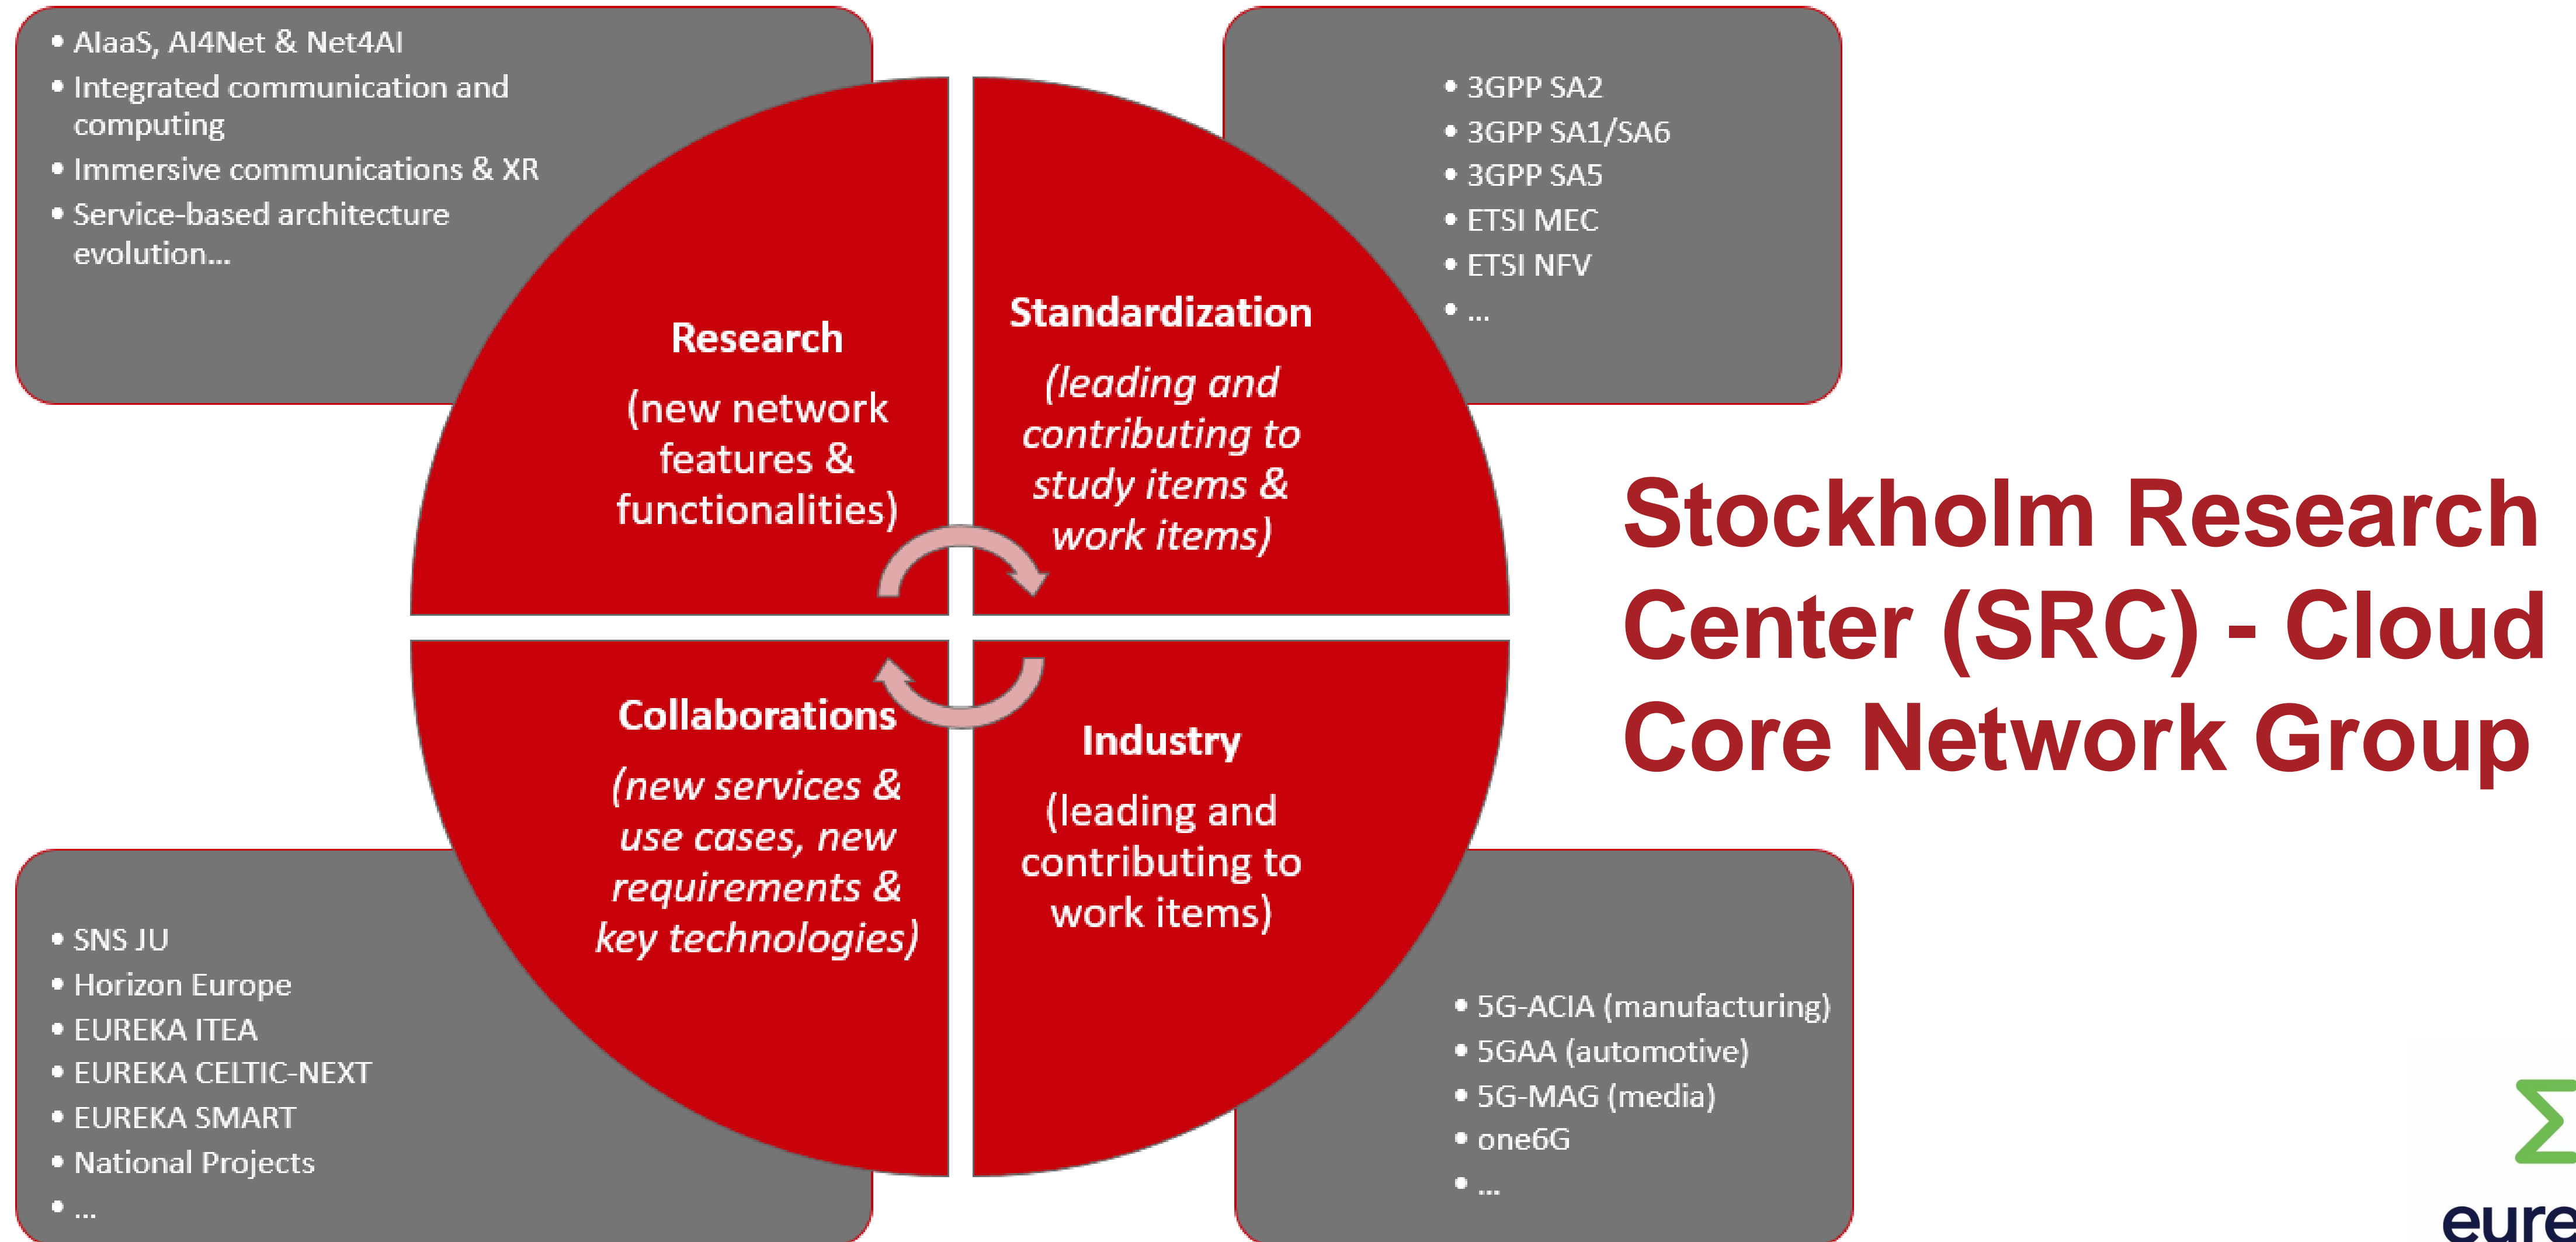 • AIaaS, AI4Net & Net4AI
• Integrated communication and
computing
• Immersive communications & XR
• Service-based architecture
evolution...
• 3GPP SA2
• 3GPP SA1/SA6
• 3GPP SA5
• ETSI MEC
• ETSI NFV
• ...
Research
(new network
features &
functionalities)
Standardization
(leading and
contributing to
study items &
work items)
Collaborations
(new services &
use cases, new
requirements &
key technologies)
Industry
(leading and
contributing to
work items)
• SNS JU
• Horizon Europe
• EUREKA ITEA
• EUREKA CELTIC-NEXT
• EUREKA SMART
• National Projects
• ...
• 5G-ACIA (manufacturing)
• 5GAA (automotive)
• 5G-MAG (media)
• one6G
• ...
Stockholm Research
Center (SRC) - Cloud
Core Network Group